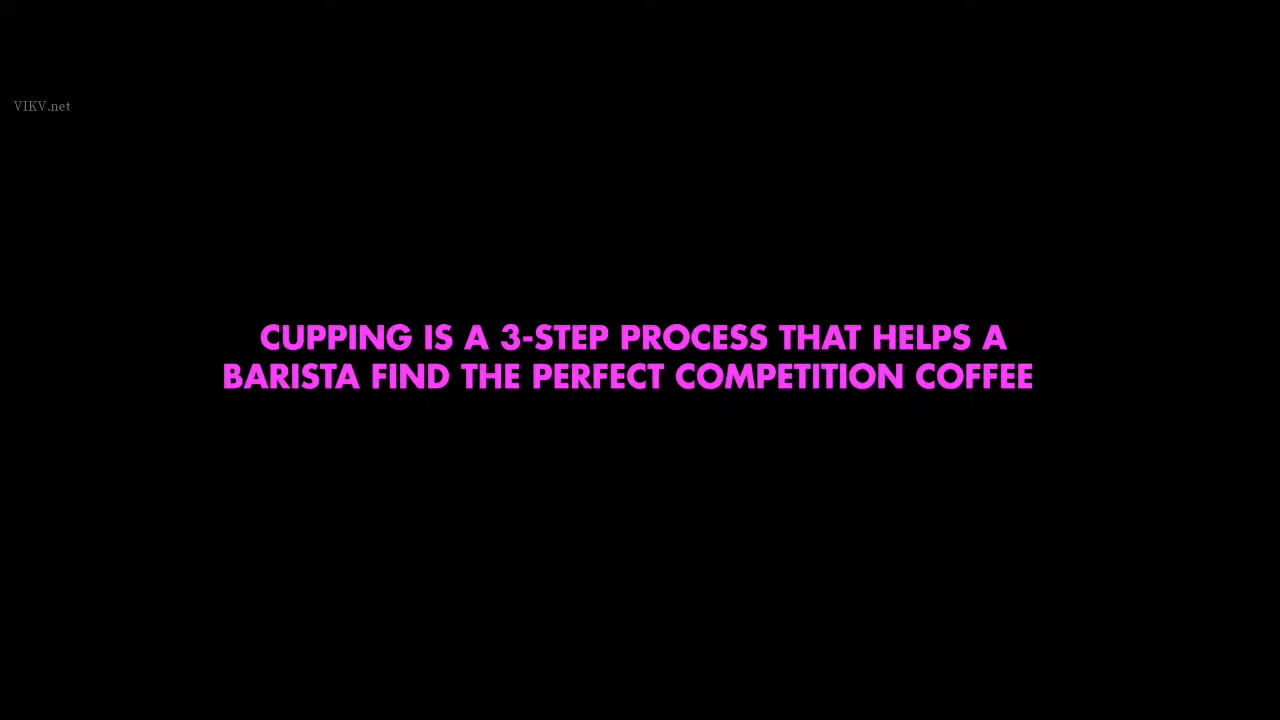 VIKV.net
CUPPING IS A 3-STEP PROCESS THAT HELPS A
BARISTA FIND THE PERFECT COMPETITION COFFEE